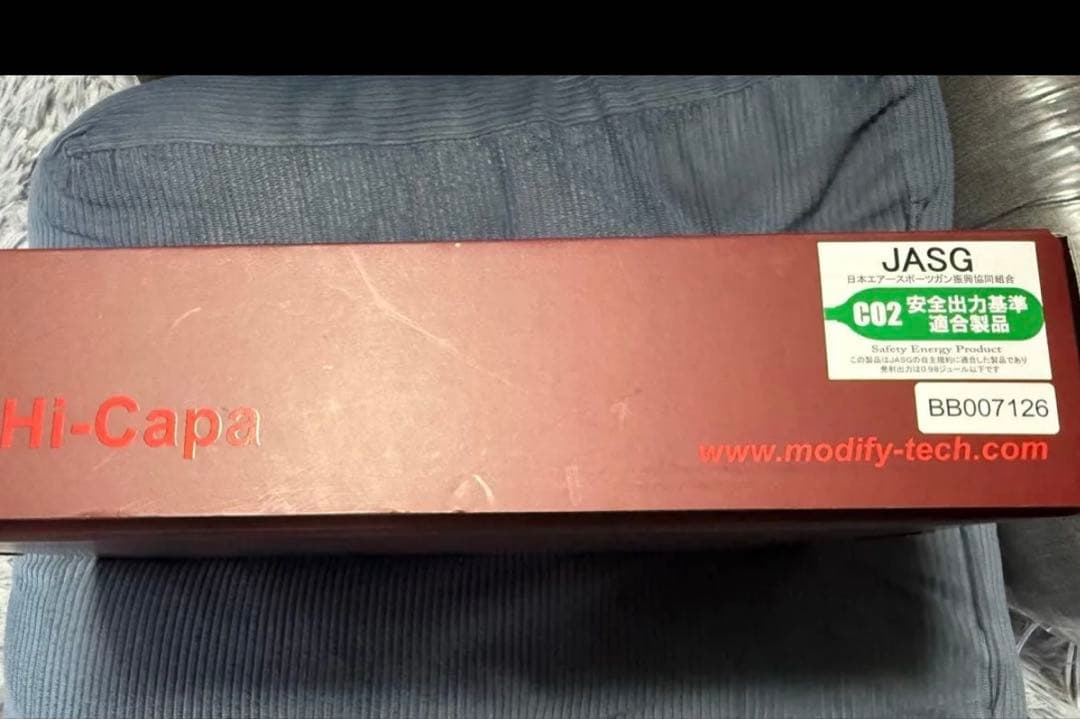 JASG
日本エアースポーツガン振興協同組合
CO2 安全出力基準
適合製品
Safety Energy Product
この製品はJASGの自主規約に適合した製品であり
発射出力は0.98ジュール以下です
BB007126
Hi-Capa
www.modify-tech.com